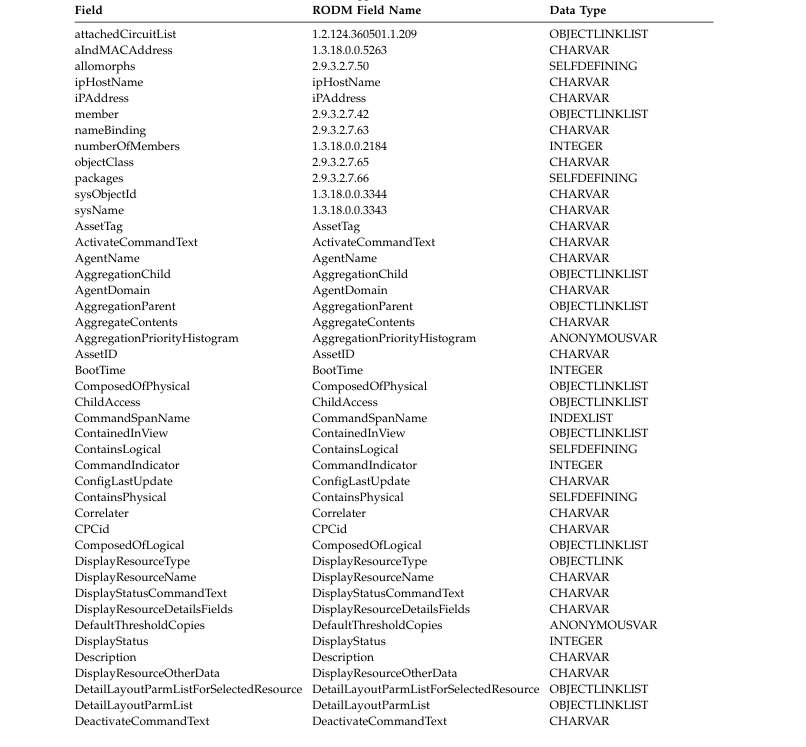 Field RODM Field Name Data Type
attachedCircuitList 1.2.124.360501.1.209 OBJECTLINKLIST
aIndMACAddress 1.3.18.0.0.5263 CHARVAR
allomorphs 2.9.3.2.7.50 SELFDEFINING
ipHostName ipHostName CHARVAR
iPAddress iPAddress CHARVAR
member 2.9.3.2.7.42 OBJECTLINKLIST
nameBinding 2.9.3.2.7.63 CHARVAR
numberOfMembers 1.3.18.0.0.2184 INTEGER
objectClass 2.9.3.2.7.65 CHARVAR
packages 2.9.3.2.7.66 SELFDEFINING
sysObjectId 1.3.18.0.0.3344 CHARVAR
sysName 1.3.18.0.0.3343 CHARVAR
AssetTag AssetTag CHARVAR
ActivateCommandText ActivateCommandText CHARVAR
AgentName AgentName CHARVAR
AggregationChild AggregationChild OBJECTLINKLIST
AgentDomain AgentDomain CHARVAR
AggregationParent AggregationParent OBJECTLINKLIST
AggregateContents AggregateContents CHARVAR
AggregationPriorityHistogram AggregationPriorityHistogram ANONYMOUSVAR
AssetID AssetID CHARVAR
BootTime BootTime INTEGER
ComposedOfPhysical ComposedOfPhysical OBJECTLINKLIST
ChildAccess ChildAccess OBJECTLINKLIST
CommandSpanName CommandSpanName INDEXLIST
ContainedInView ContainedInView OBJECTLINKLIST
ContainsLogical ContainsLogical SELFDEFINING
CommandIndicator CommandIndicator INTEGER
ConfigLastUpdate ConfigLastUpdate CHARVAR
ContainsPhysical ContainsPhysical SELFDEFINING
Correlater Correlater CHARVAR
CPCid CPCid CHARVAR
ComposedOfLogical ComposedOfLogical OBJECTLINKLIST
DisplayResourceType DisplayResourceType OBJECTLINK
DisplayResourceName DisplayResourceName CHARVAR
DisplayStatusCommandText DisplayStatusCommandText CHARVAR
DisplayResourceDetailsFields DisplayResourceDetailsFields CHARVAR
DefaultThresholdCopies DefaultThresholdCopies ANONYMOUSVAR
DisplayStatus DisplayStatus INTEGER
Description Description CHARVAR
DisplayResourceOtherData DisplayResourceOtherData CHARVAR
DetailLayoutParmListForSelectedResource DetailLayoutParmListForSelectedResource OBJECTLINKLIST
DetailLayoutParmList DetailLayoutParmList OBJECTLINKLIST
DeactivateCommandText DeactivateCommandText CHARVAR